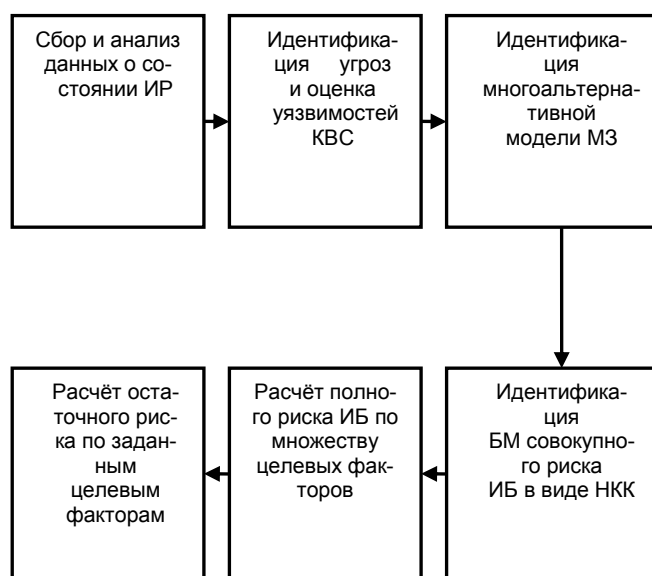 Сбор и анализ
данных о со-
стоянии ИР
Идентифика-
ция угроз
и оценка
уязвимостей
КВС
Идентифика-
ция
многоальтерна-
тивной
модели МЗ
Идентифика-
ция
БМ совокупно-
го риска
ИБ в виде НКК
Расчёт полно-
го риска ИБ по
множеству
целевых фак-
торов
Расчёт оста-
точного рис-
ка по задан-
ным
целевым
факторам